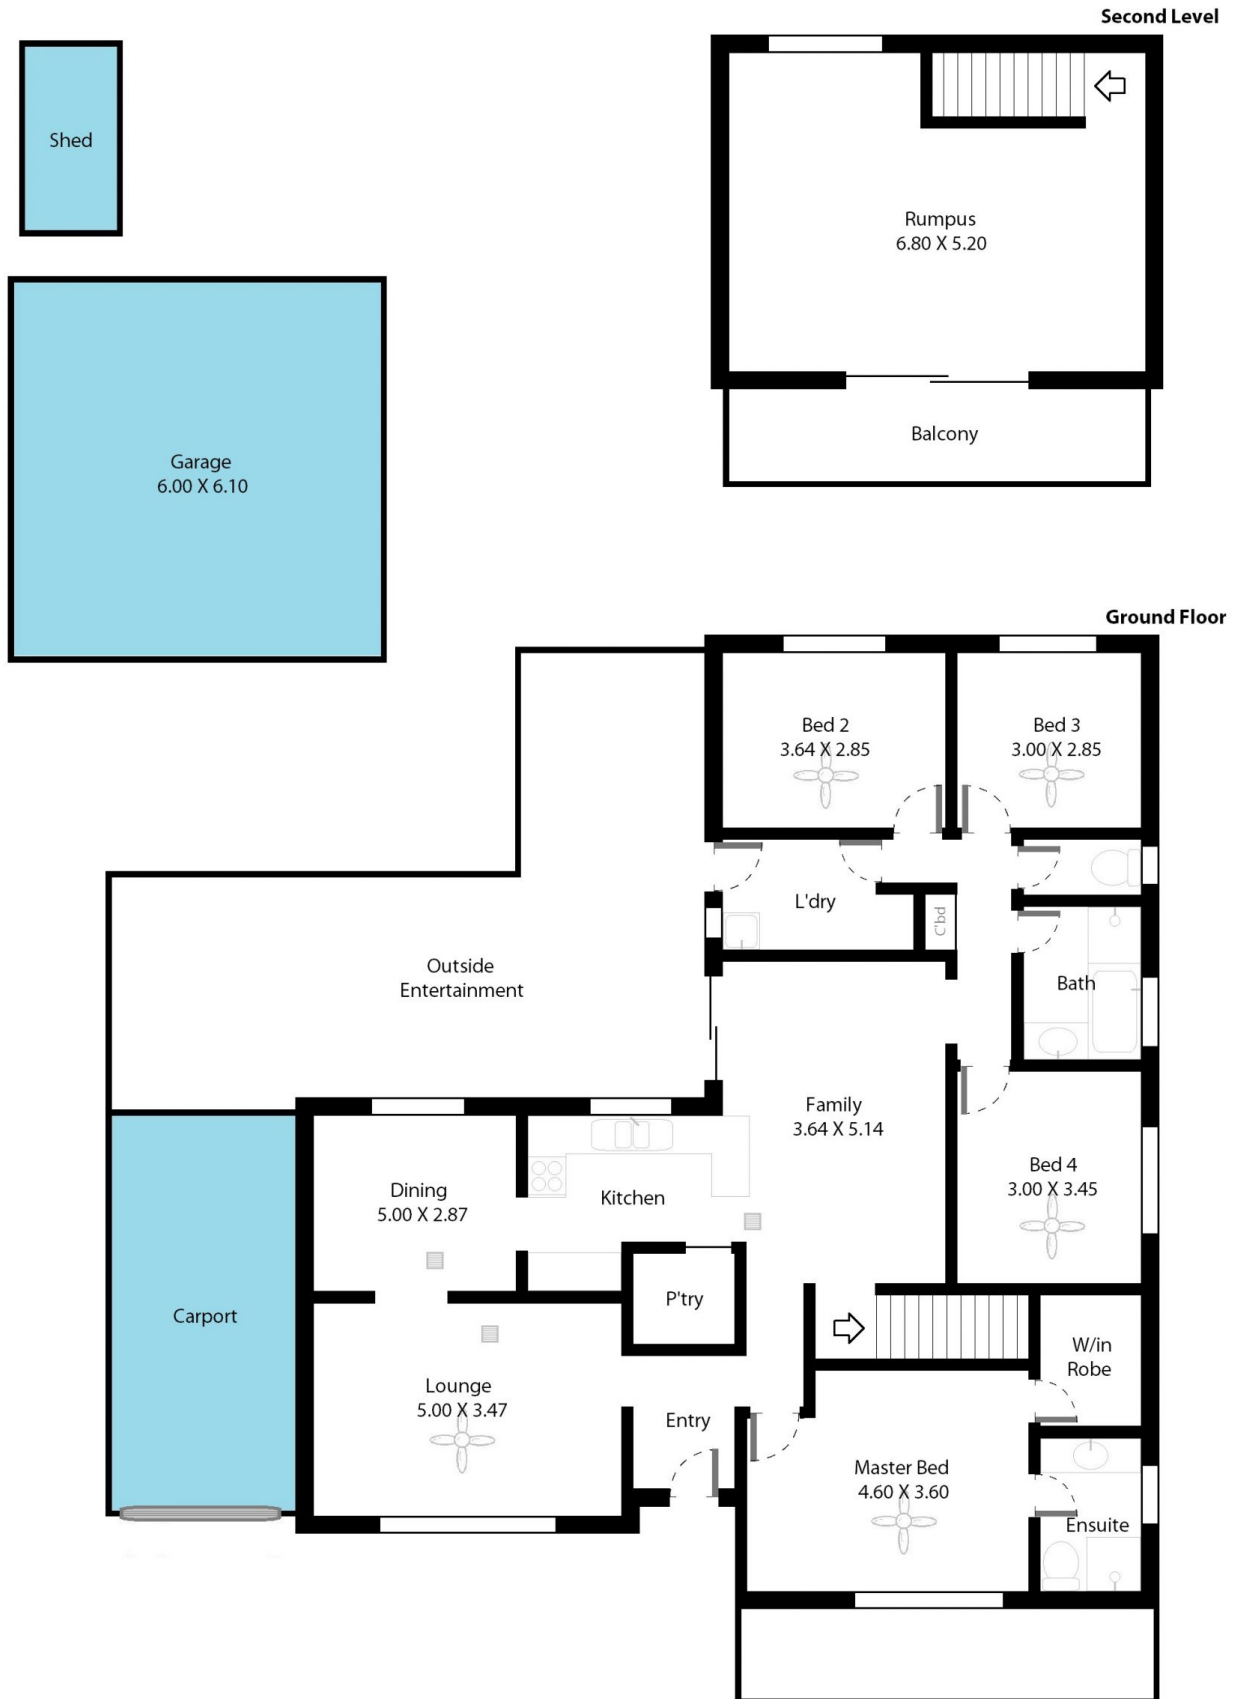 Second Level
Shed
Rumpus
6.80 X 5.20
Balcony
Garage
6.00 X 6.10
Ground Floor
Bed 2
3.64 X 2.85
Bed 3
3.00 X 2.85
L'dry
C'bd
Outside
Entertainment
Bath
Family
3.64 X 5.14
Bed 4
3.00 X 3.45
Dining
5.00 X 2.87
Kitchen
P'try
Carport
W/in
Robe
Lounge
5.00 X 3.47
Entry
Master Bed
4.60 X 3.60
Ensuite